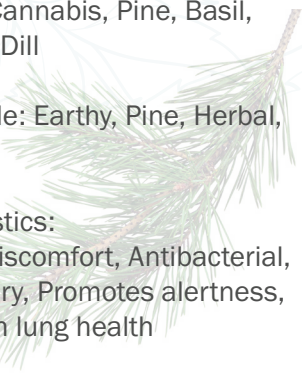 Cannabis, Pine, Basil,
Dill
le: Earthy, Pine, Herbal,
stics:
iscomfort, Antibacterial,
ry, Promotes alertness,
n lung health